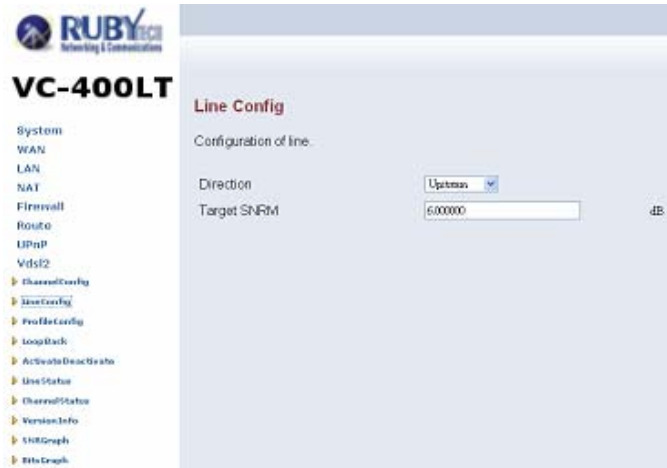 RUBYTECH
Networking & Communications
VC-400LT
System
WAN
LAN
NAT
Firewall
Route
UPnP
Vdsl2
ChannelConfig
LineConfig
ProfileConfig
LoopBack
ActivateDeactivate
LineStatus
ChannelStatus
VersionInfo
SNRGraph
BitsGraph
Line Config
Configuration of line.
Direction
Upstream
Target SNRM
6.000000
dB